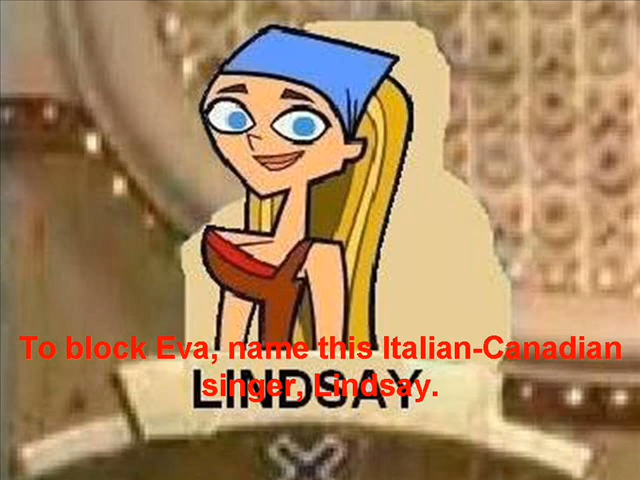 To block Eva, name this Italian-Canadian
singer, Lindsay.
LINDSAY